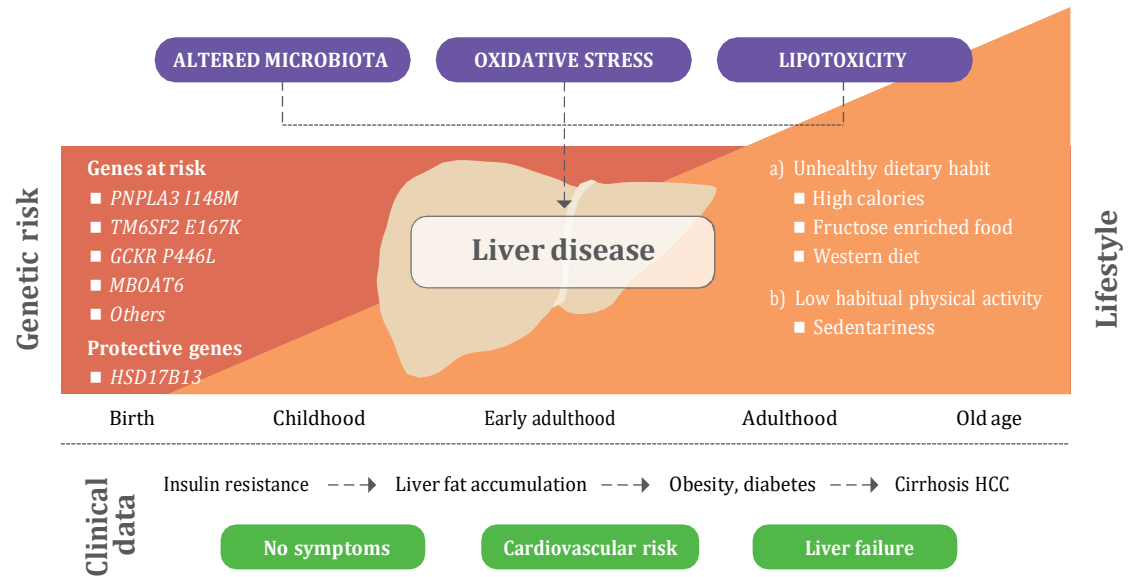 ALTERED MICROBIOTA
OXIDATIVE STRESS
LIPOTOXICITY
Genetic risk
Genes at risk
PNPLA3 I148M
TM6SF2 E167K
GCKR P446L
MBOAT6
Others
Protective genes
HSD17B13
Liver disease
a) Unhealthy dietary habit
High calories
Fructose enriched food
Western diet
b) Low habitual physical activity
Sedentariness
Lifestyle
Birth
Childhood
Early adulthood
Adulthood
Old age
Clinical
data
Insulin resistance
Liver fat accumulation
Obesity, diabetes
Cirrhosis HCC
No symptoms
Cardiovascular risk
Liver failure